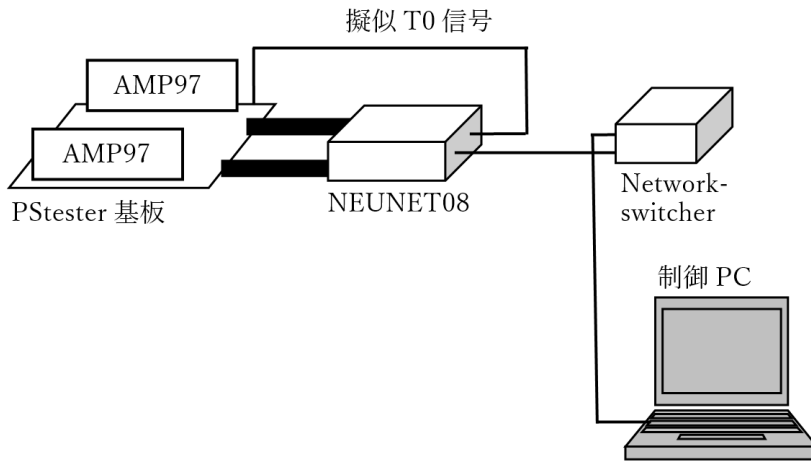 擬似 T0 信号
AMP97
AMP97
PStester 基板
NEUNET08
Network-
switcher
制御 PC